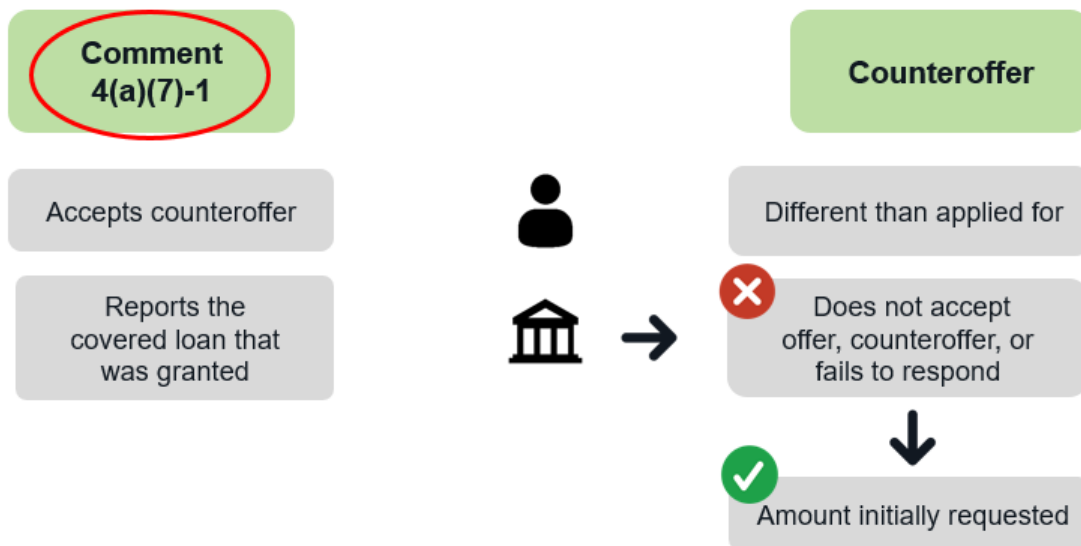 Comment
4(a)(7)-1
Accepts counteroffer
Reports the
covered loan that
was granted
Counteroffer
Different than applied for
Does not accept
offer, counteroffer, or
fails to respond
Amount initially requested